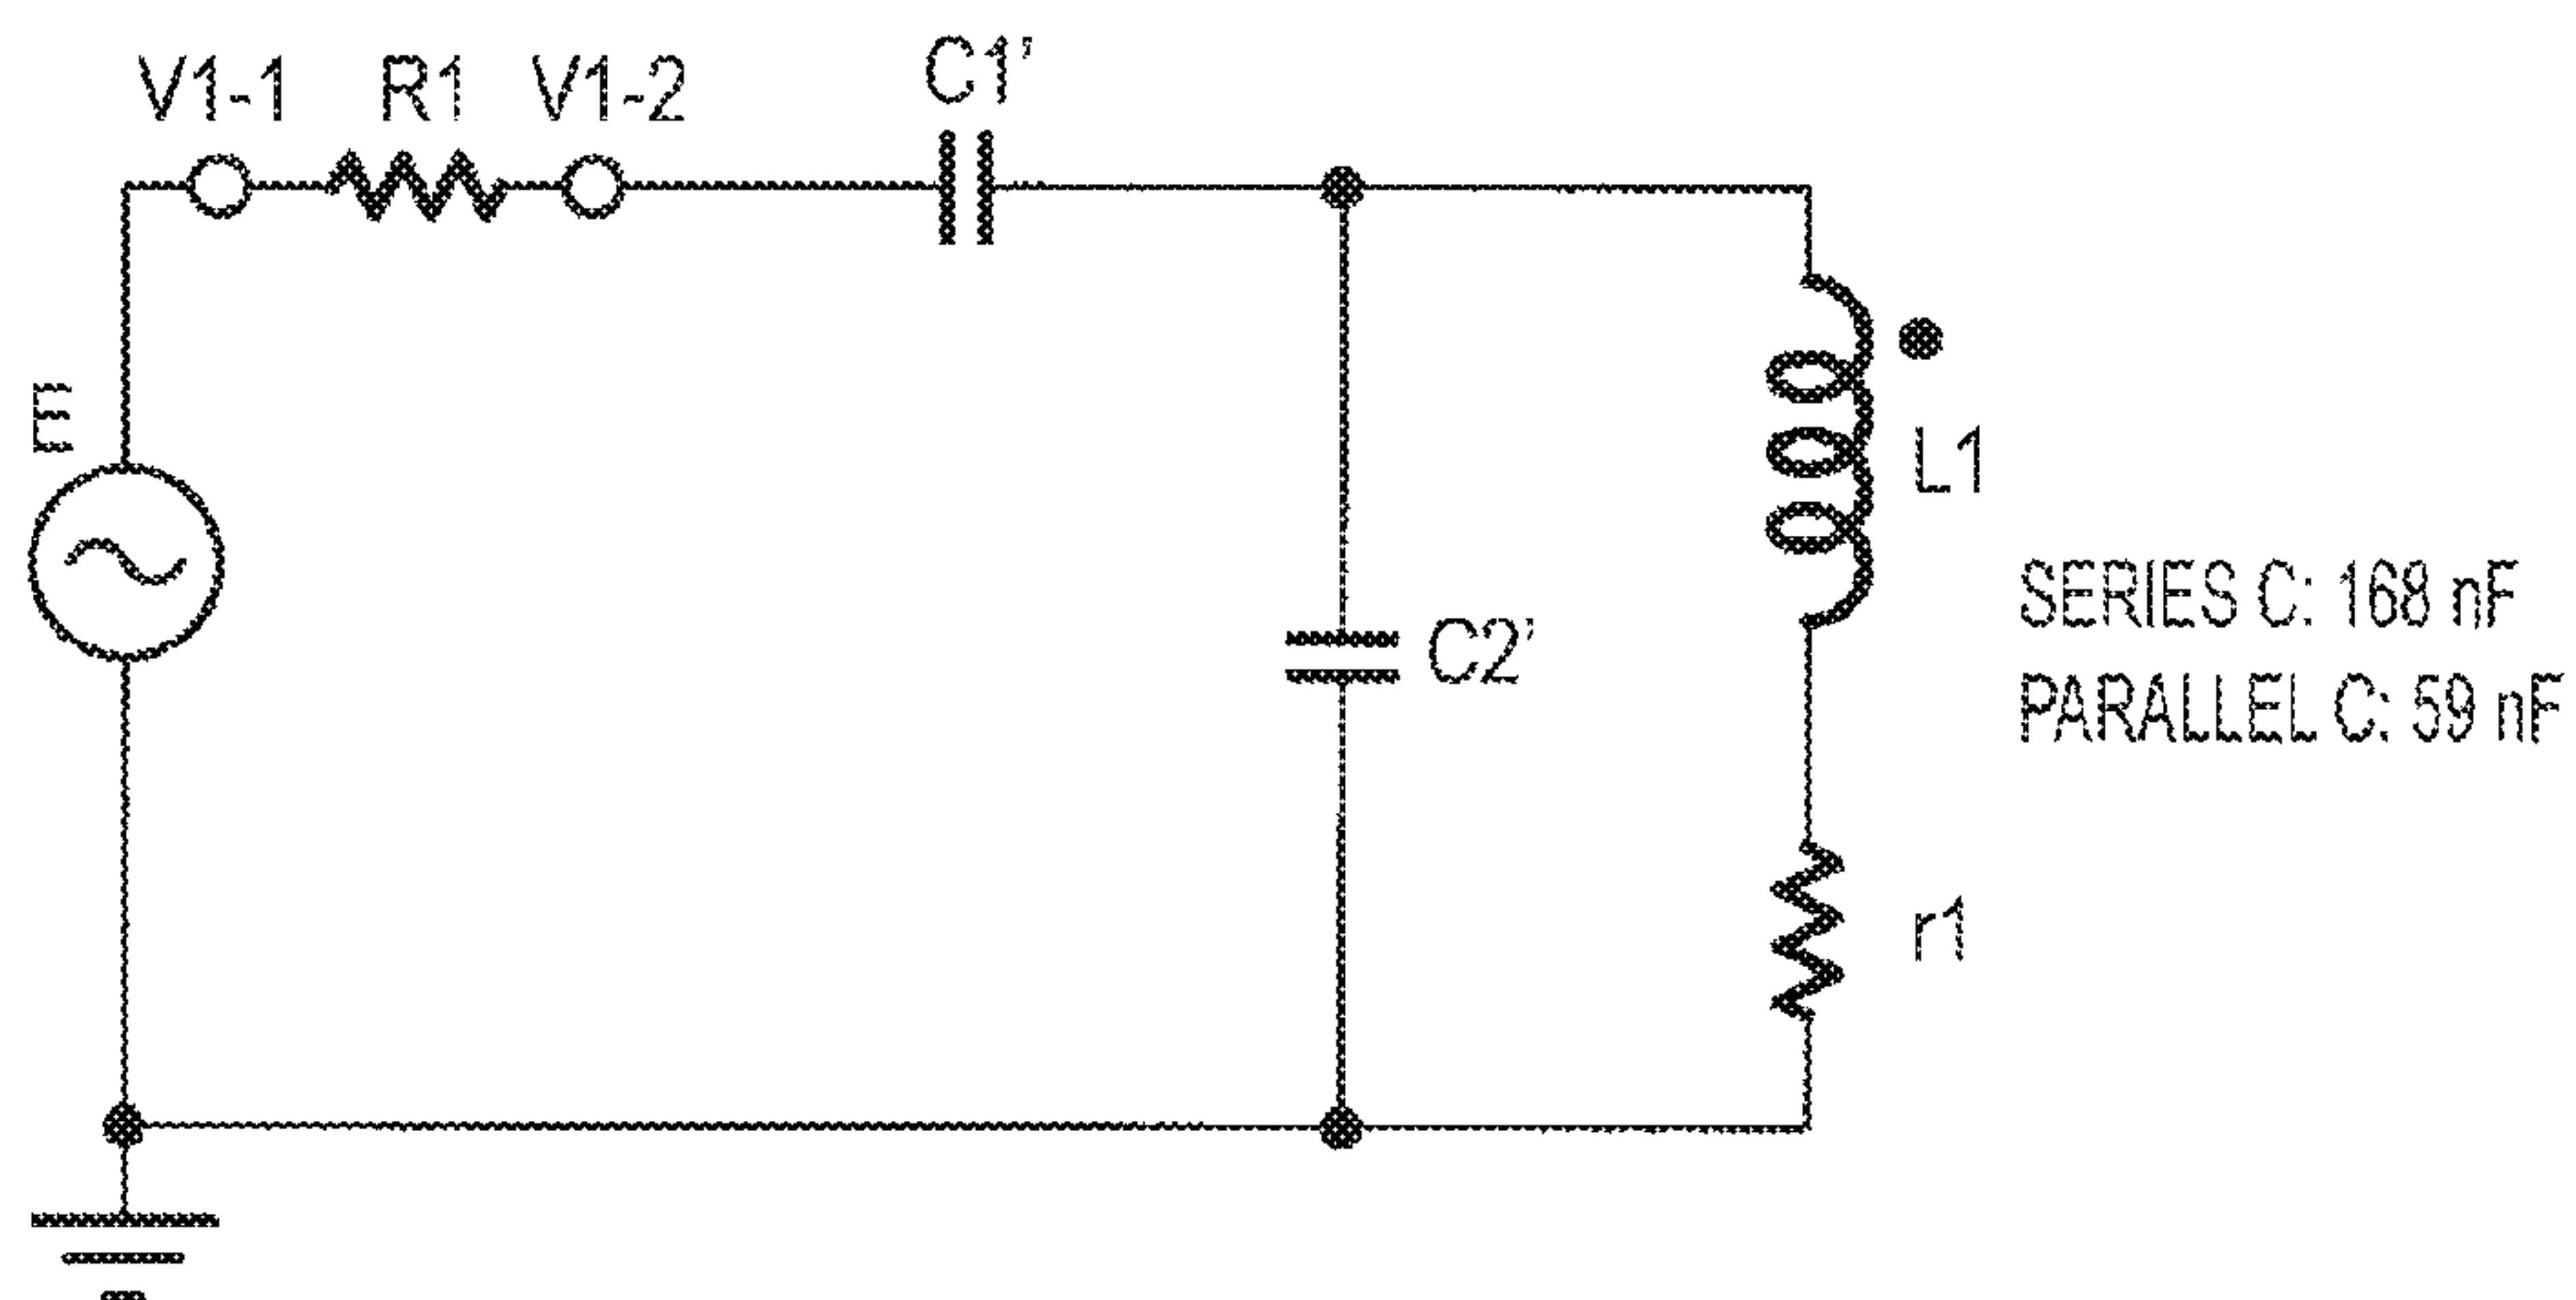 V1-1
R1
V1-2
C1'
E
L1
C2'
SERIES C: 168 nF
PARALLEL C: 59 nF
r1